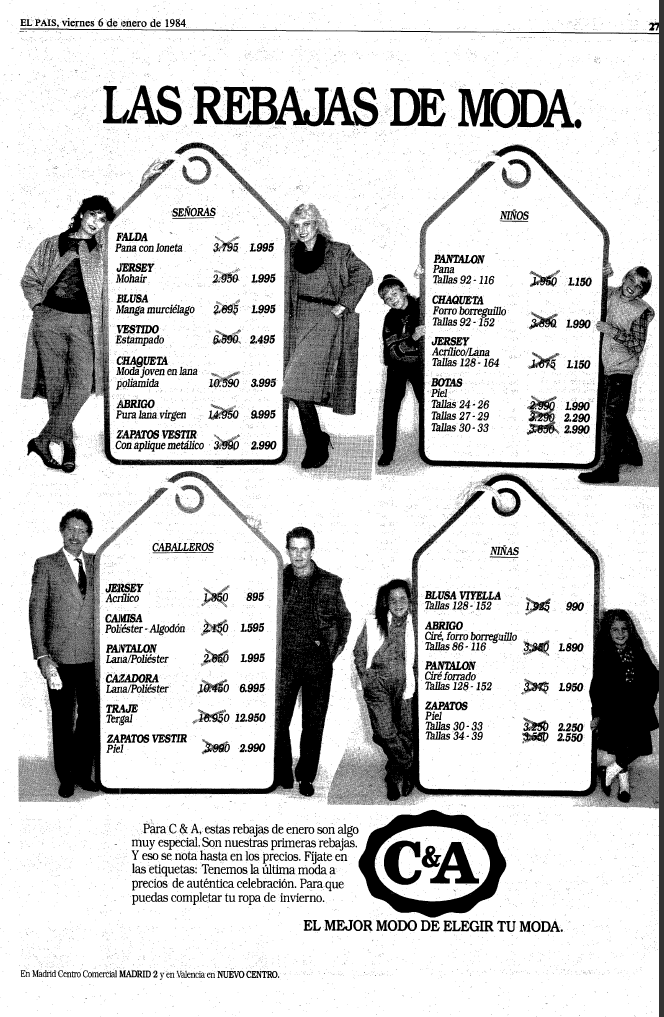 EL PAIS, viernes 6 de enero de 1984
27
LAS REBAJAS DE MODA.
SEÑORAS
FALDA
Pana con loneta 3.795 1.995
JERSEY
Mohair 2.950 1.995
BLUSA
Manga murciélago 2.695 1.995
VESTIDO
Estampado 6.590 2.495
CHAQUETA
Moda joven en lana
poliamida 10.590 3.995
ABRIGO
Pura lana virgen 14.950 9.995
ZAPATOS VESTIR
Con aplique metálico 3.990 2.990
NIÑOS
PANTALON
Pana
Tallas 92 - 116 1.950 1.150
CHAQUETA
Forro borreguillo
Tallas 92 - 152 3.890 1.990
JERSEY
Acrílico/Lana
Tallas 128 - 164 1.675 1.150
BOTAS
Piel
Tallas 24 - 26 2.990 1.990
Tallas 27 - 29 3.290 2.290
Tallas 30 - 33 3.650 2.990
CABALLEROS
JERSEY
Acrílico 1.350 895
CAMISA
Poliéster - Algodón 2.150 1.595
PANTALON
Lana/Poliéster 1.995
CAZADORA
Lana/Poliéster 10.450 6.995
TRAJE
Tergal 16.950 12.950
ZAPATOS VESTIR
Piel 3.990 2.990
NIÑAS
BLUSA VIYELLA
Tallas 128 - 152 990
ABRIGO
Ciré, forro borreguillo
Tallas 86 - 116 1.890
PANTALON
Ciré forrado
Tallas 128 - 152 3.375 1.950
ZAPATOS
Piel
Tallas 30 - 33 3.250 2.250
Tallas 34 - 39 3.550 2.550
Para C & A, estas rebajas de enero son algo
muy especial. Son nuestras primeras rebajas.
Y eso se nota hasta en los precios. Fíjate en
las etiquetas: Tenemos la última moda a
precios de auténtica celebración. Para que
puedas completar tu ropa de invierno.
C&A
EL MEJOR MODO DE ELEGIR TU MODA.
En Madrid Centro Comercial MADRID 2 y en Valencia en NUEVO CENTRO.